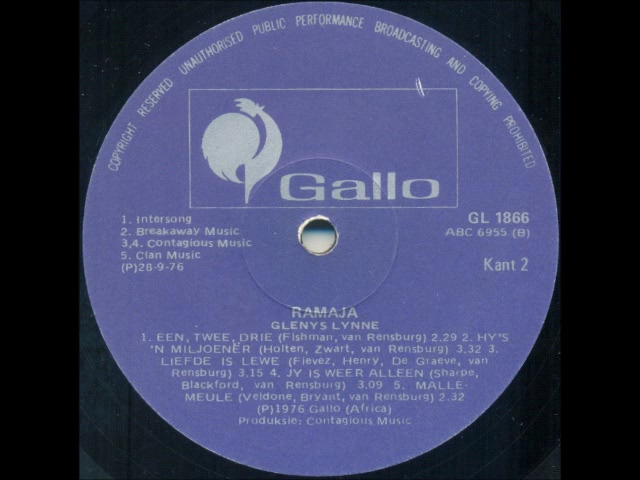 COPYRIGHT RESERVED UNAUTHORISED PUBLIC PERFORMANCE BROADCASTING AND COPYING PROHIBITED
Gallo
1. Intersong
2. Breakaway Music
3,4. Contagious Music
5. Clan Music
(P)28-9-76
GL 1866
ABC 6955 (B)
Kant 2
RAMAJA
GLENYS LYNNE
1. EEN, TWEE, DRIE (Fishman, van Rensburg) 2.29 2. HY'S
'N MILJOENÊR (Holten, Zwart, van Rensburg) 3.32 3.
LIEFDE IS LEWE (Fievez, Henry, De Graeve, van
Rensburg) 3,15 4. JY IS WEER ALLEEN (Sharpe,
Blackford, van Rensburg) 3.09 5. MALLE-
MEULE (Veldone, Bryant, van Rensburg) 2.32
(P)1976 Gallo (Africa)
Produksie: Contagious Music